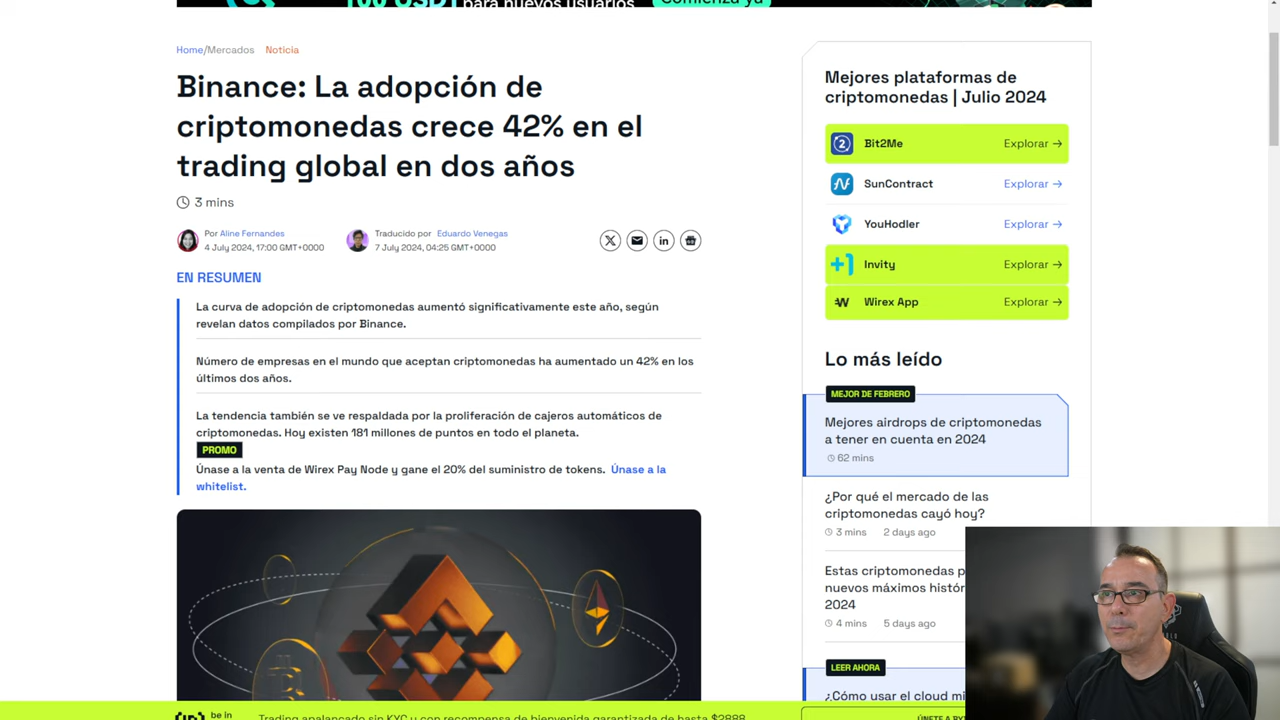 100 USDT para nuevos usuarios
Comienza ya
Home/Mercados Noticia
Binance: La adopción de
criptomonedas crece 42% en el
trading global en dos años
3 mins
Por Aline Fernandes
4 July 2024, 17:00 GMT+0000
Traducido por Eduardo Venegas
7 July 2024, 04:25 GMT+0000
EN RESUMEN
La curva de adopción de criptomonedas aumentó significativamente este año, según
revelan datos compilados por Binance.
Número de empresas en el mundo que aceptan criptomonedas ha aumentado un 42% en los
últimos dos años.
La tendencia también se ve respaldada por la proliferación de cajeros automáticos de
criptomonedas. Hoy existen 181 millones de puntos en todo el planeta.
PROMO
Únase a la venta de Wirex Pay Node y gane el 20% del suministro de tokens. Únase a la
whitelist.
Mejores plataformas de
criptomonedas | Julio 2024
Bit2Me Explorar →
SunContract Explorar →
YouHodler Explorar →
Invity Explorar →
Wirex App Explorar →
Lo más leído
MEJOR DE FEBRERO
Mejores airdrops de criptomonedas
a tener en cuenta en 2024
62 mins
¿Por qué el mercado de las
criptomonedas cayó hoy?
3 mins 2 days ago
Estas criptomonedas
nuevos máximos
2024
4 mins 5 days ago
LEER AHORA
¿Cómo usar el cloud
be in
Trading apalancado sin KYC y con recompensa de bienvenida garantizada de hasta $2888